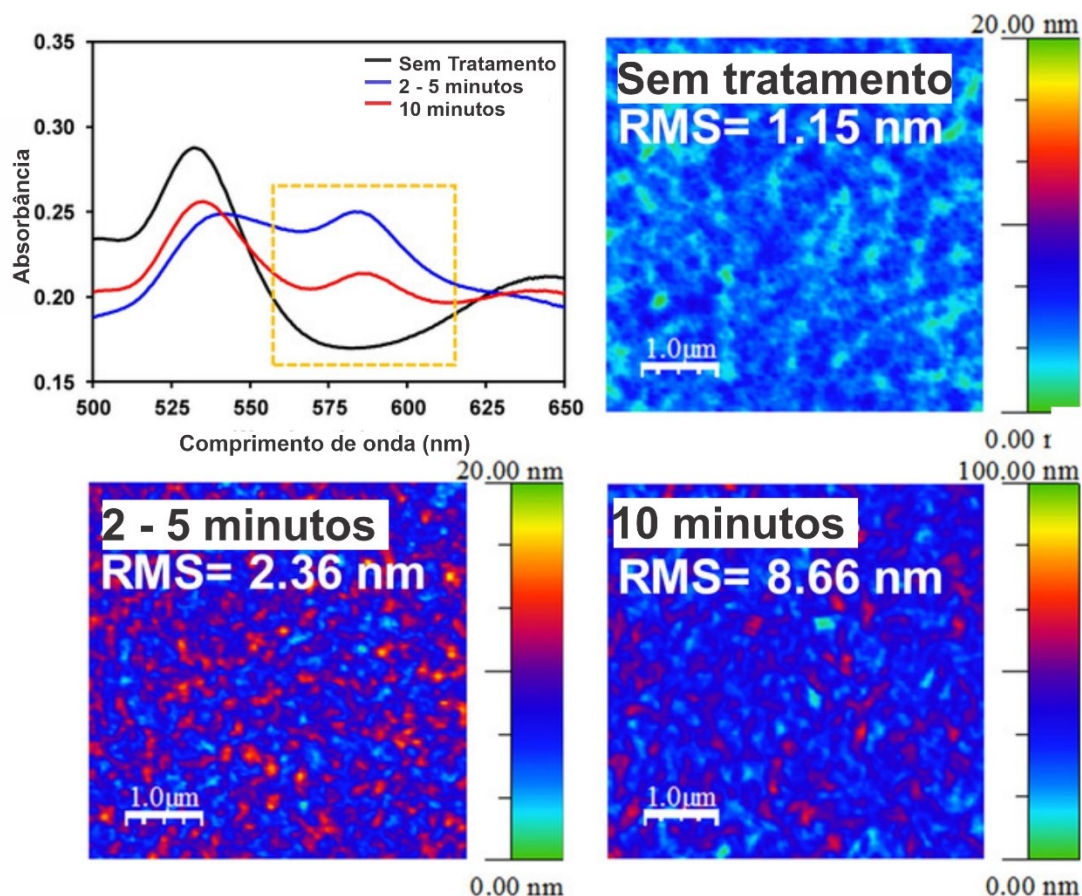 0.35
0.30
0.25
0.20
0.15
Absorbância
Sem Tratamento
2 - 5 minutos
10 minutos
500 525 550 575 600 625 650
Comprimento de onda (nm)
20.00 nm
Sem tratamento
RMS= 1.15 nm
1.0µm
0.00 r
20.00 nm
2 - 5 minutos
RMS= 2.36 nm
1.0µm
0.00 nm
100.00 nm
10 minutos
RMS= 8.66 nm
1.0µm
0.00 nm